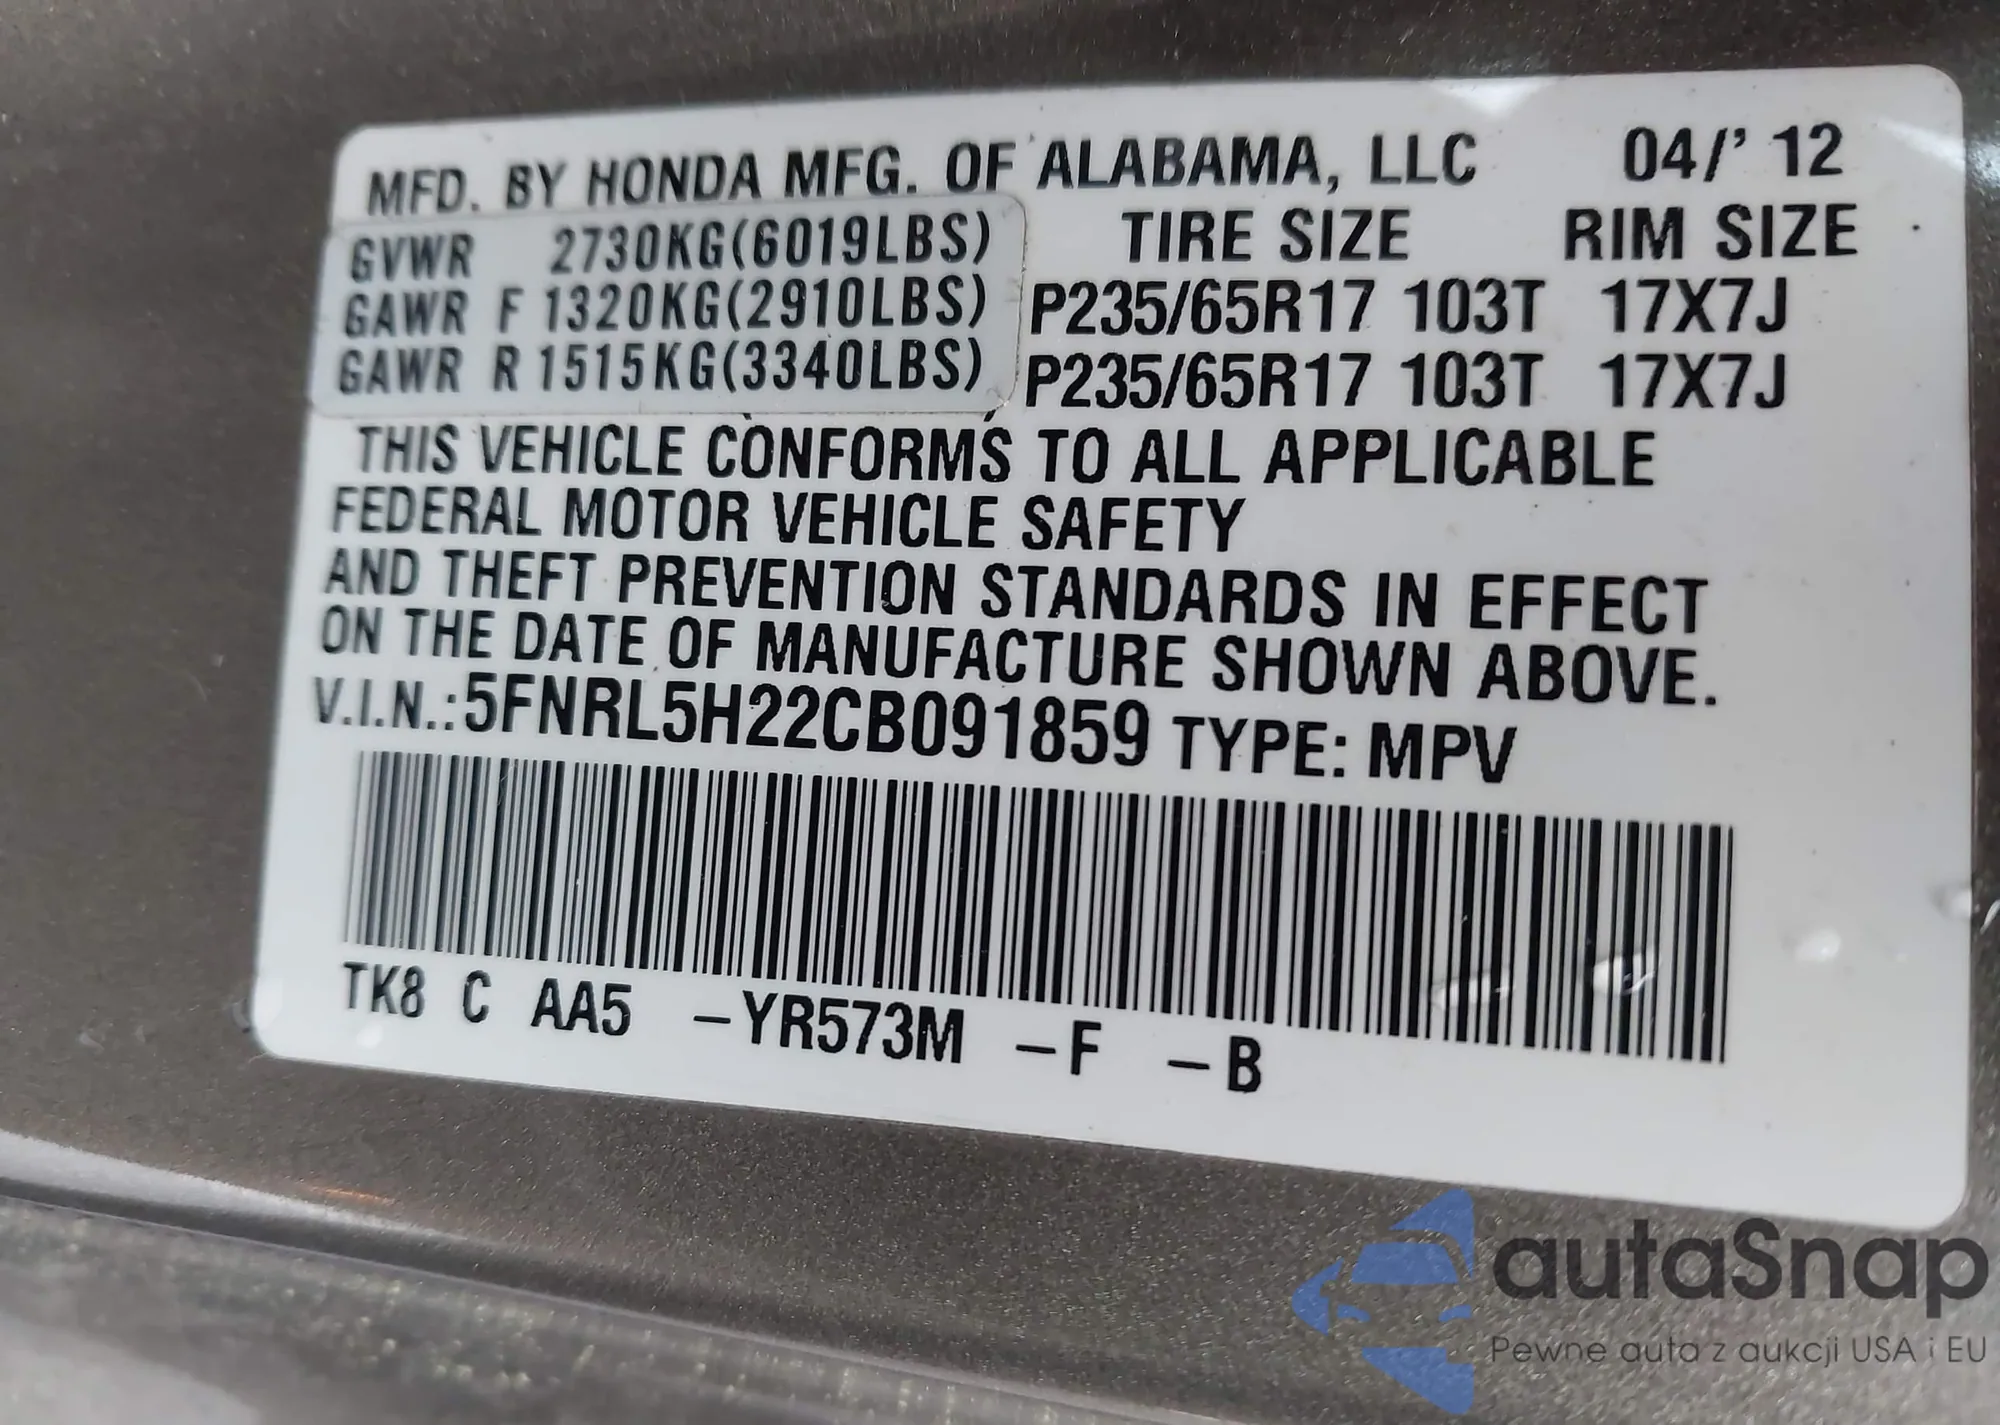 MFD. BY HONDA MFG. OF ALABAMA, LLC 04/' 12
GVWR 2730KG(6019LBS) TIRE SIZE RIM SIZE
GAWR F 1320KG(2910LBS) P235/65R17 103T 17X7J
GAWR R 1515KG(3340LBS) P235/65R17 103T 17X7J
THIS VEHICLE CONFORMS TO ALL APPLICABLE
FEDERAL MOTOR VEHICLE SAFETY
AND THEFT PREVENTION STANDARDS IN EFFECT
ON THE DATE OF MANUFACTURE SHOWN ABOVE.
V.I.N.:5FNRL5H22CB091859 TYPE: MPV
TK8 C AA5 –YR573M –F –B
autaSnap
Pewne auta z aukcji USA i EU